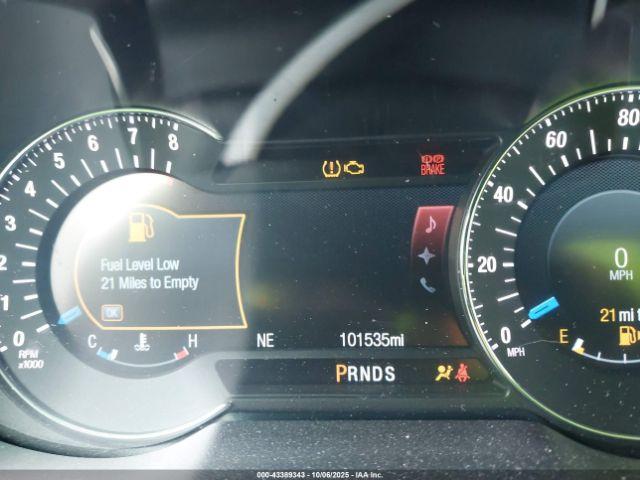 0 1 2 3 4 5 6 7 8
RPM
x1000
Fuel Level Low
21 Miles to Empty
OK
C H
NE
101535mi
PRNDS
BRAKE
0 20 40 60 80
MPH
0
MPH
21 mi t
E
000-43389343 - 10/06/2025 - IAA Inc.